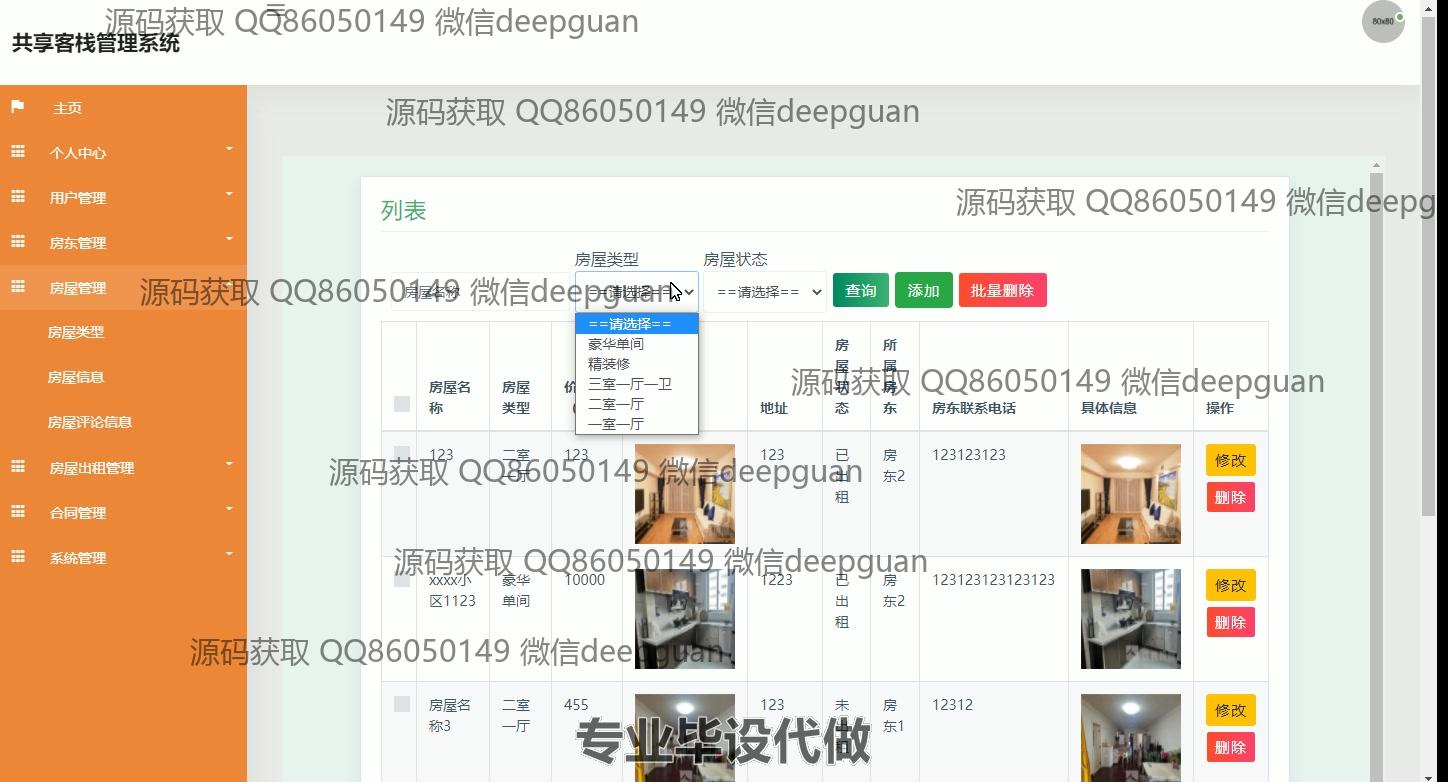 源码获取 QQ86050149 微信deepguan
共享客栈管理系统
80x80
主页
源码获取 QQ86050149 微信deepguan
个人中心
用户管理
列表
源码获取 QQ86050149 微信deepg
房东管理
房屋类型
房屋状态
房屋管理
房屋名称
==请选择==
==请选择==
查询
添加
批量删除
源码获取 QQ86050149 微信deepguan
==请选择==
豪华单间
精装修
三室一厅一卫
二室一厅
一室一厅
房屋类型
房屋信息
房屋评论信息
房屋出租管理
合同管理
系统管理
源码获取 QQ86050149 微信deepguan
房屋名称 房屋类型 价 地址 房屋状态 所属房东 房东联系电话 具体信息 操作
123 二室一厅 123 123 已出租 房东2 123123123 修改 删除
源码获取 QQ86050149 微信deepguan
源码获取 QQ86050149 微信deepguan
xxxx小区1123 豪华单间 10000 1223 已出租 房东2 123123123123123 修改 删除
源码获取 QQ86050149 微信deepguan
房屋名称3 二室一厅 455 123 未 房东1 12312 修改 删除
专业毕设代做